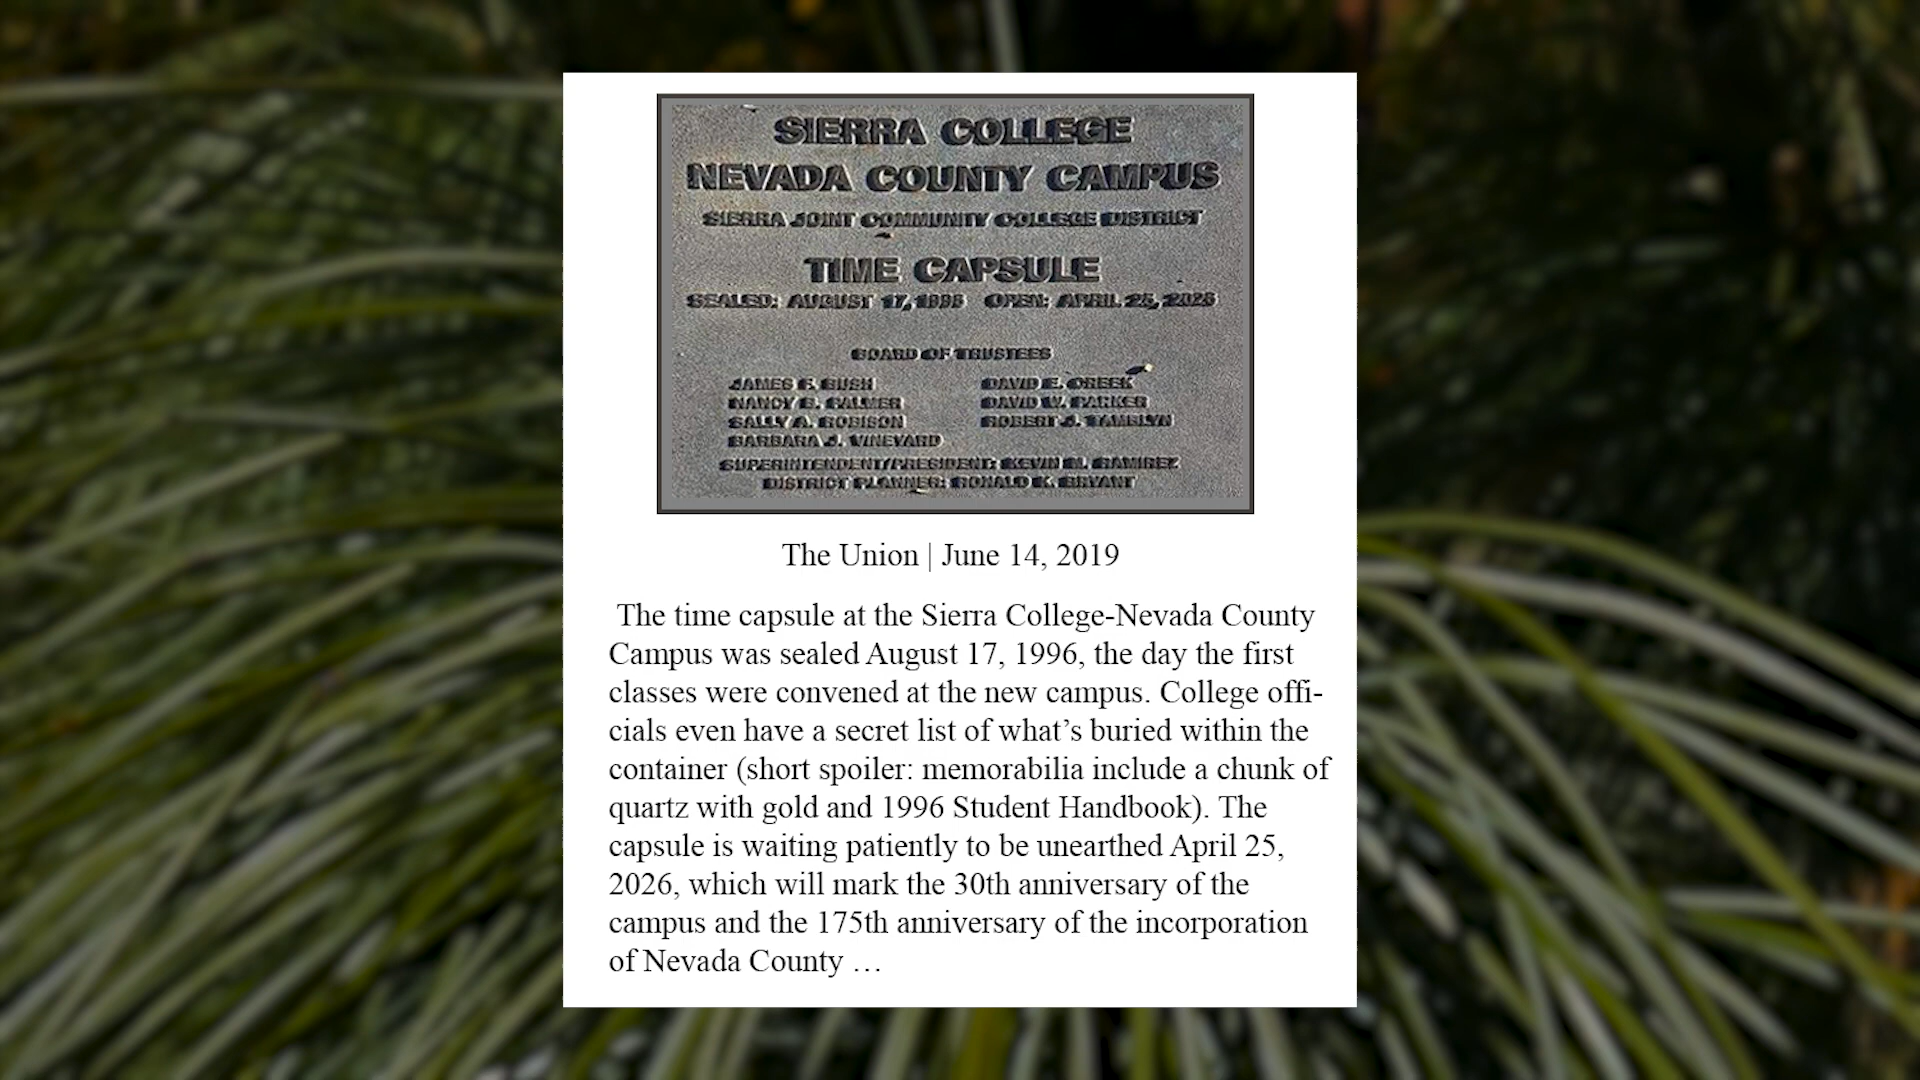 SIERRA COLLEGE
NEVADA COUNTY CAMPUS
SIERRA JOINT COMMUNITY COLLEGE DISTRICT
TIME CAPSULE
SEALED: AUGUST 17, 1996 OPEN: APRIL 25, 2026
BOARD OF TRUSTEES
JAMES F. BUSH DAVID E. CREEK
NANCY B. PALMER DAVID W. PARKER
SALLY A. ROBISON ROBERT J. TAMBLYN
BARBARA J. VINEYARD
SUPERINTENDENT/PRESIDENT: KEVIN M. RAMIREZ
DISTRICT PLANNER: RONALD K. BRYANT
The Union | June 14, 2019
The time capsule at the Sierra College-Nevada County
Campus was sealed August 17, 1996, the day the first
classes were convened at the new campus. College offi-
cials even have a secret list of what’s buried within the
container (short spoiler: memorabilia include a chunk of
quartz with gold and 1996 Student Handbook). The
capsule is waiting patiently to be unearthed April 25,
2026, which will mark the 30th anniversary of the
campus and the 175th anniversary of the incorporation
of Nevada County …